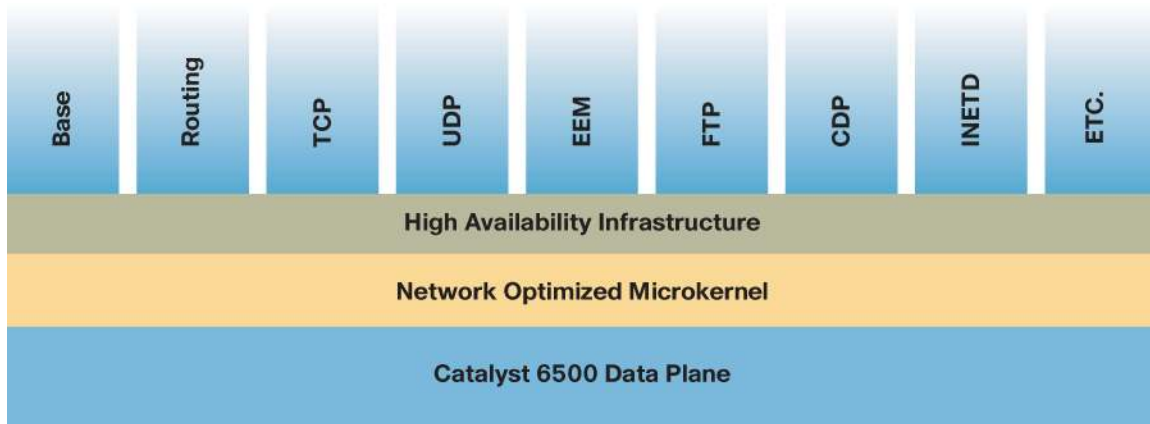 Base
Routing
TCP
UDP
EEM
FTP
CDP
INETD
ETC.
High Availability Infrastructure
Network Optimized Microkernel
Catalyst 6500 Data Plane